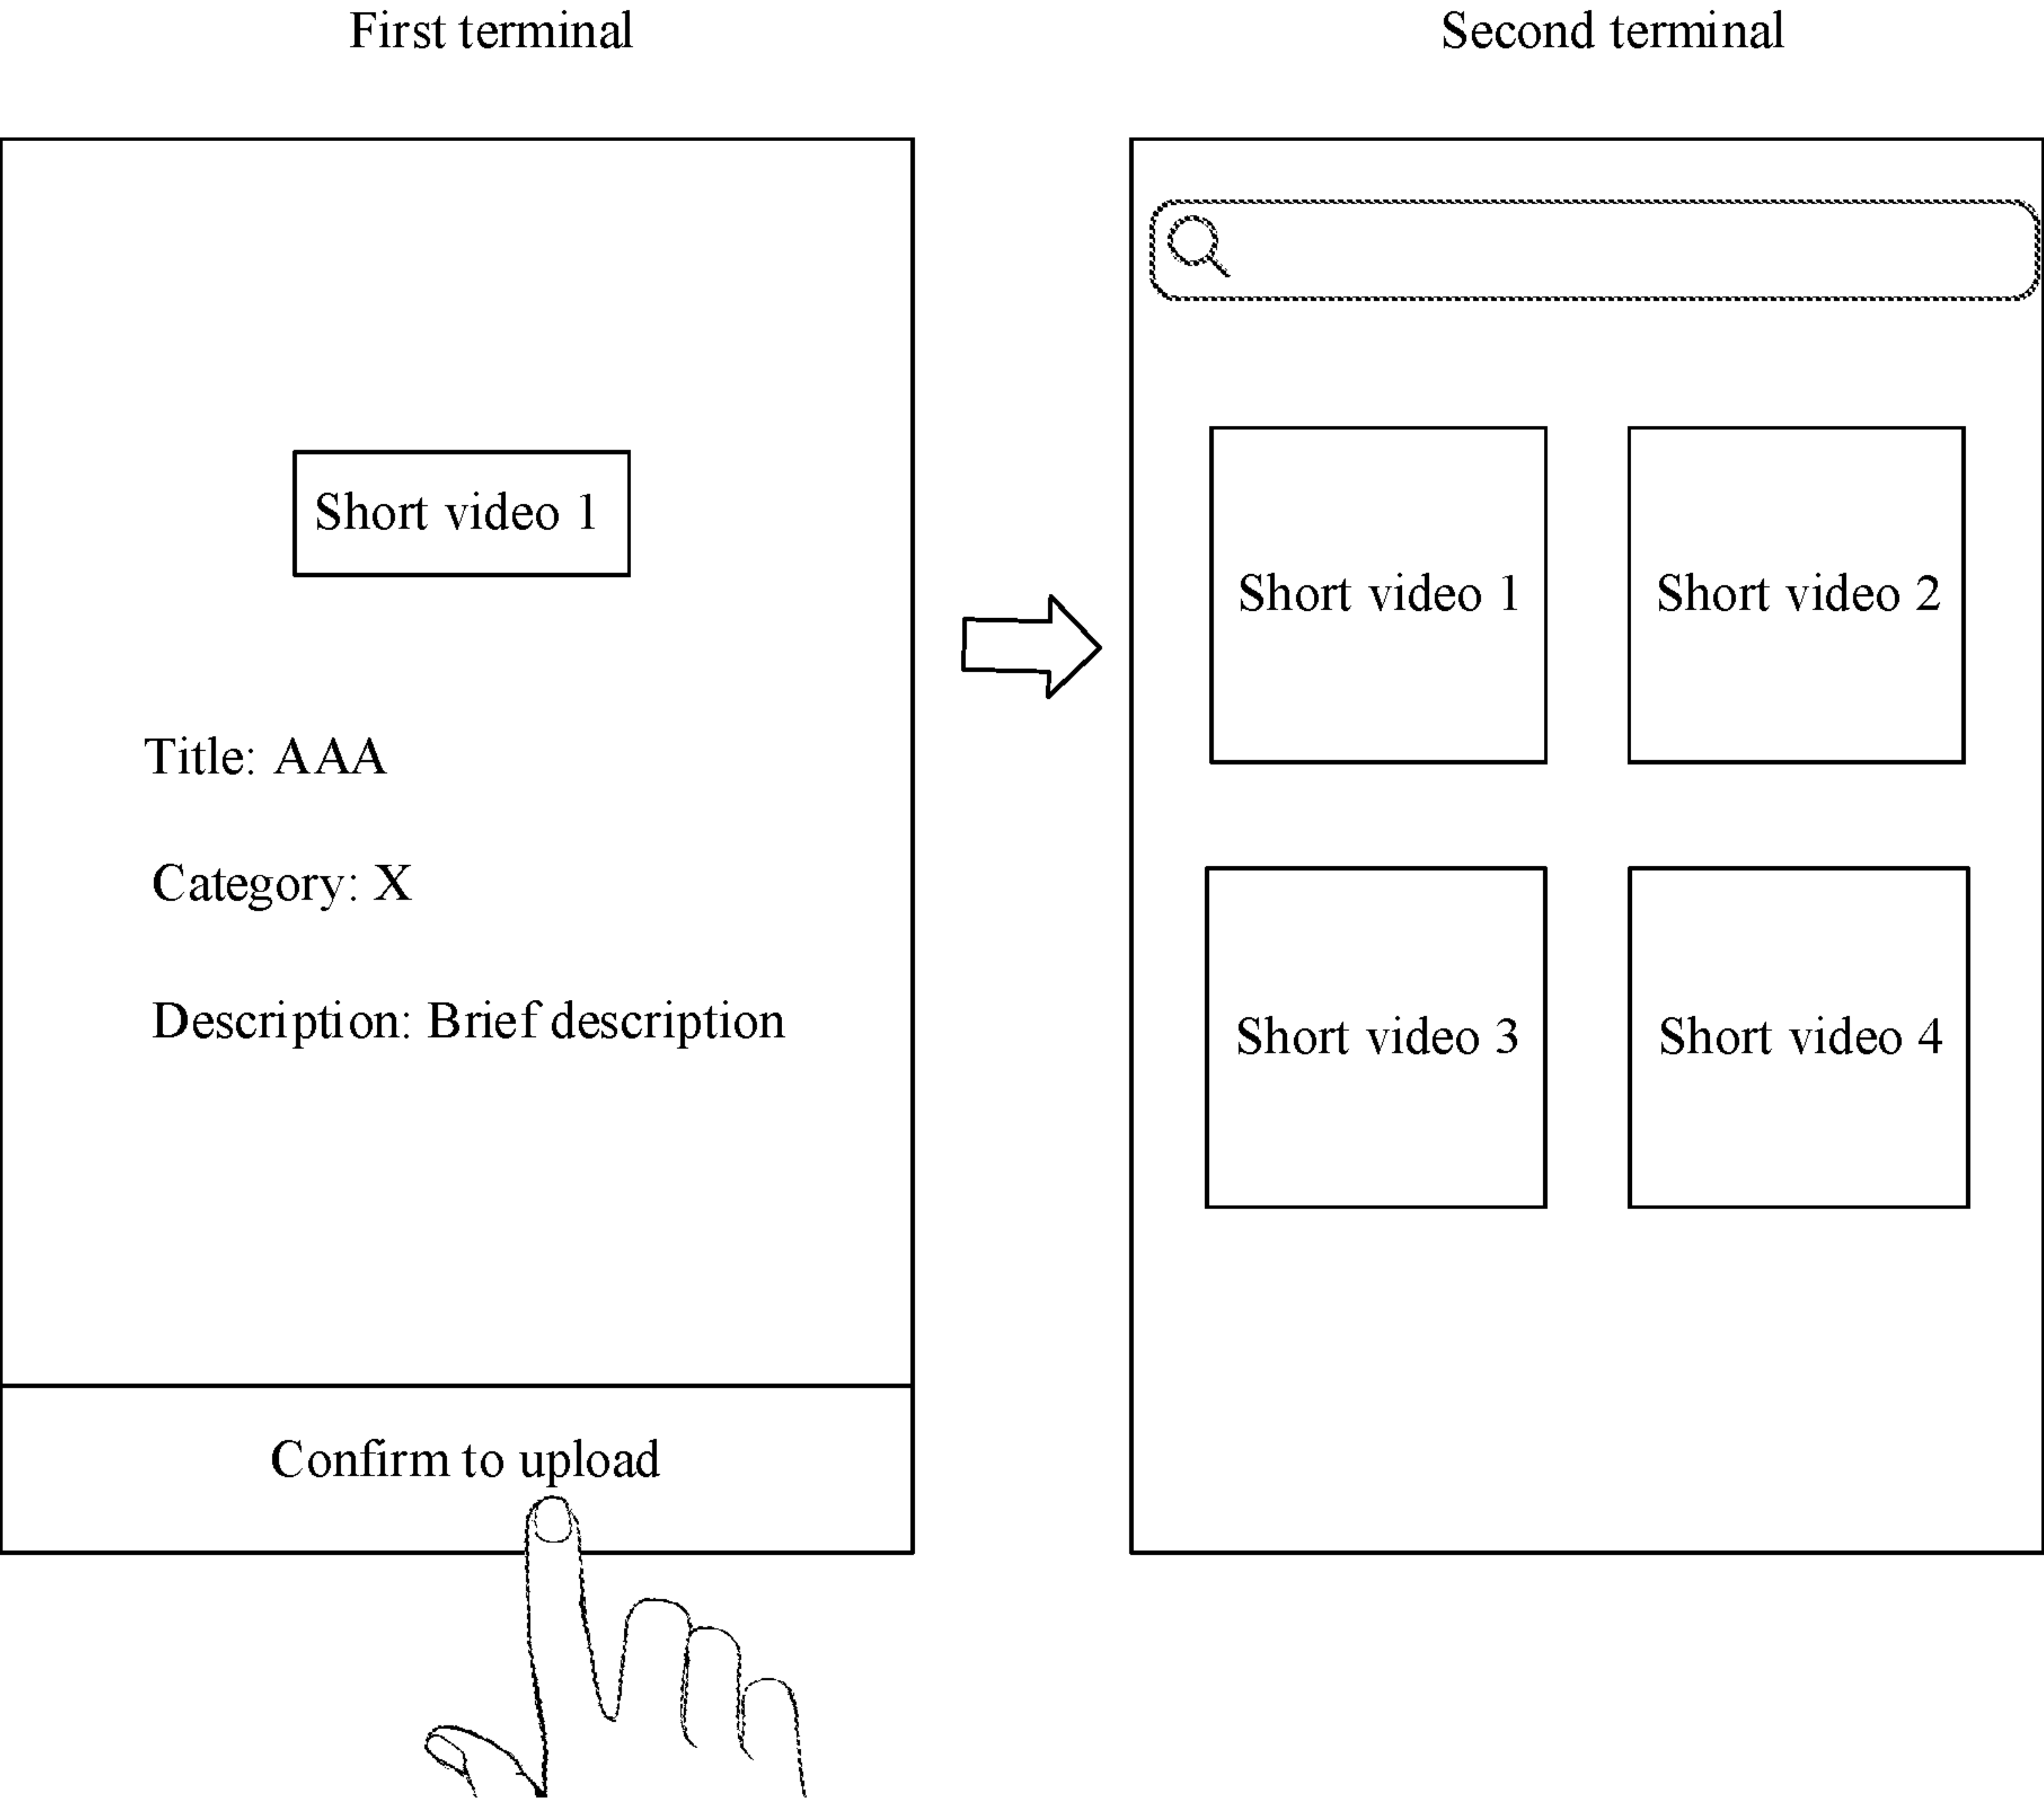 First terminal
Second terminal
Short video 1
Title: AAA
Category: X
Description: Brief description
Confirm to upload
Short video 1
Short video 2
Short video 3
Short video 4